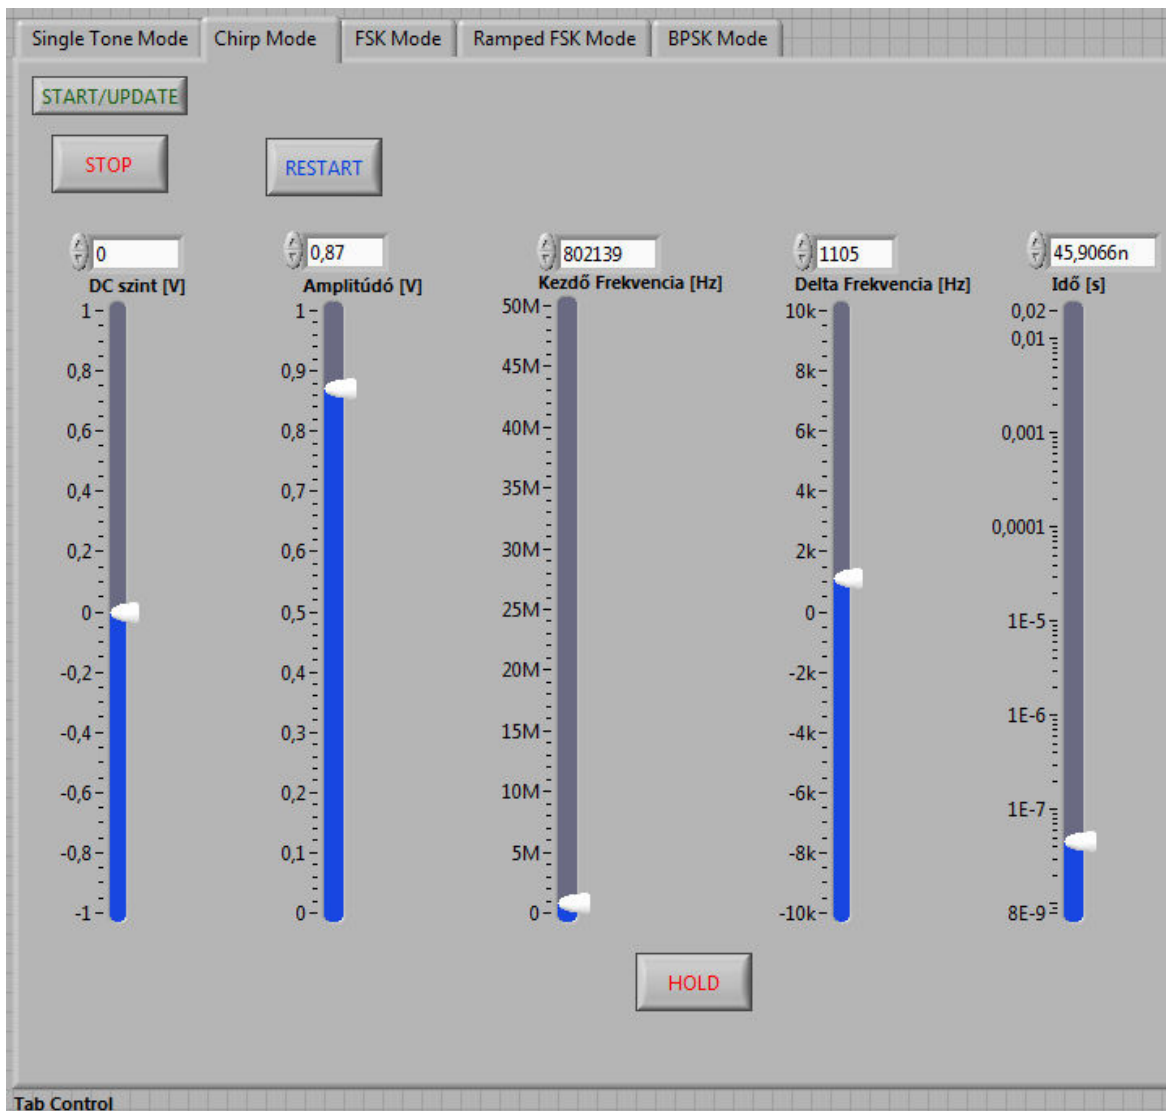 Single Tone Mode Chirp Mode FSK Mode Ramped FSK Mode BPSK Mode
START/UPDATE
STOP RESTART
0 0,87 802139 1105 45,9066n
DC szint [V] Amplitúdó [V] Kezdő Frekvencia [Hz] Delta Frekvencia [Hz] Idő [s]
1 1 50M 10k 0,02
0,01
0,8 0,9 45M 8k
0,6 0,8 40M 6k 0,001
0,4 0,7 35M 4k
0,2 0,6 30M 2k 0,0001
0 0,5 25M 0 1E-5
-0,2 0,4 20M -2k
-0,4 0,3 15M -4k 1E-6
-0,6 0,2 10M -6k 1E-7
-0,8 0,1 5M -8k
-1 0 0 -10k 8E-9
HOLD
Tab Control